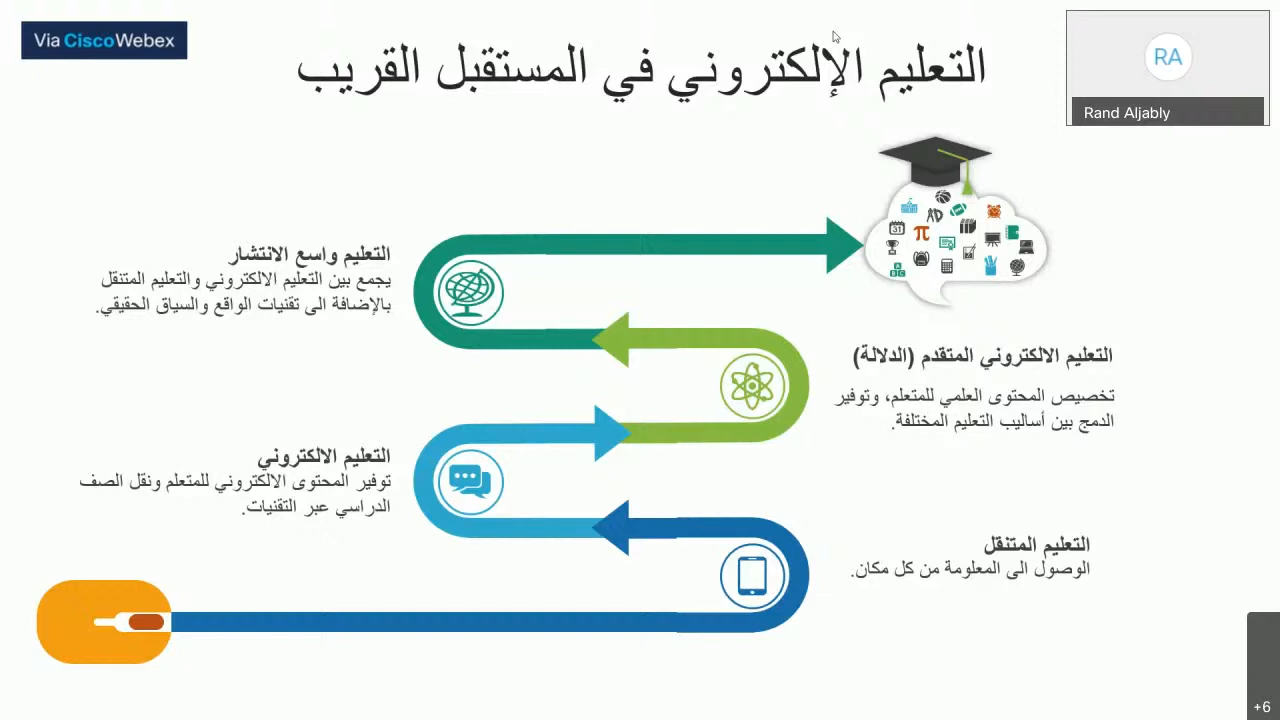 Via CiscoWebex
التعليم الإلكتروني في المستقبل القريب
RA
Rand Aljably
التعليم واسع الانتشار
يجمع بين التعليم الالكتروني والتعليم المتنقل
بالإضافة الى تقنيات الواقع والسياق الحقيقي.
التعليم الالكتروني المتقدم (الدلالة)
تخصيص المحتوى العلمي للمتعلم، وتوفير
الدمج بين أساليب التعليم المختلفة.
التعليم الالكتروني
توفير المحتوى الالكتروني للمتعلم ونقل الصف
الدراسي عبر التقنيات.
التعليم المتنقل
الوصول الى المعلومة من كل مكان.
+6